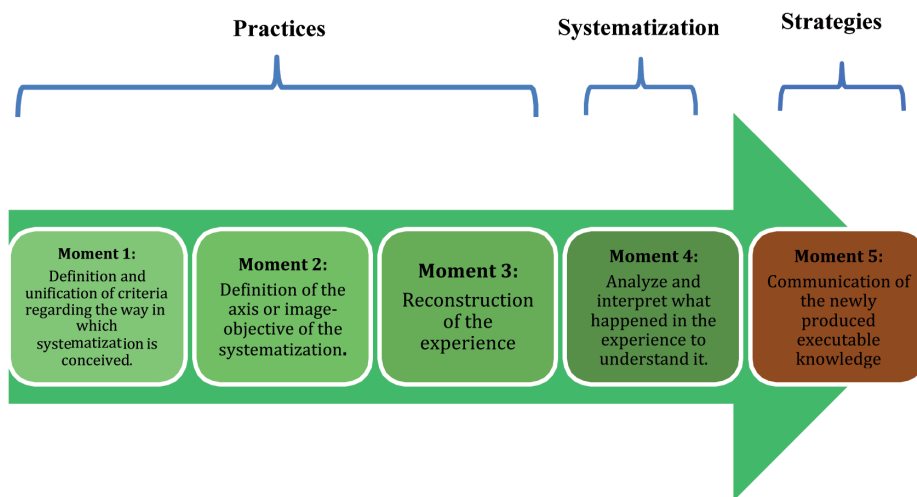 Practices
Systematization
Strategies
Moment 1:
Definition and
unification of criteria
regarding the way in
which
systematization is
conceived.
Moment 2:
Definition of the
axis or image-
objective of the
systematization.
Moment 3:
Reconstruction
of the
experience
Moment 4:
Analyze and
interpret what
happened in the
experience to
understand it.
Moment 5:
Communication of
the newly
produced
executable
knowledge